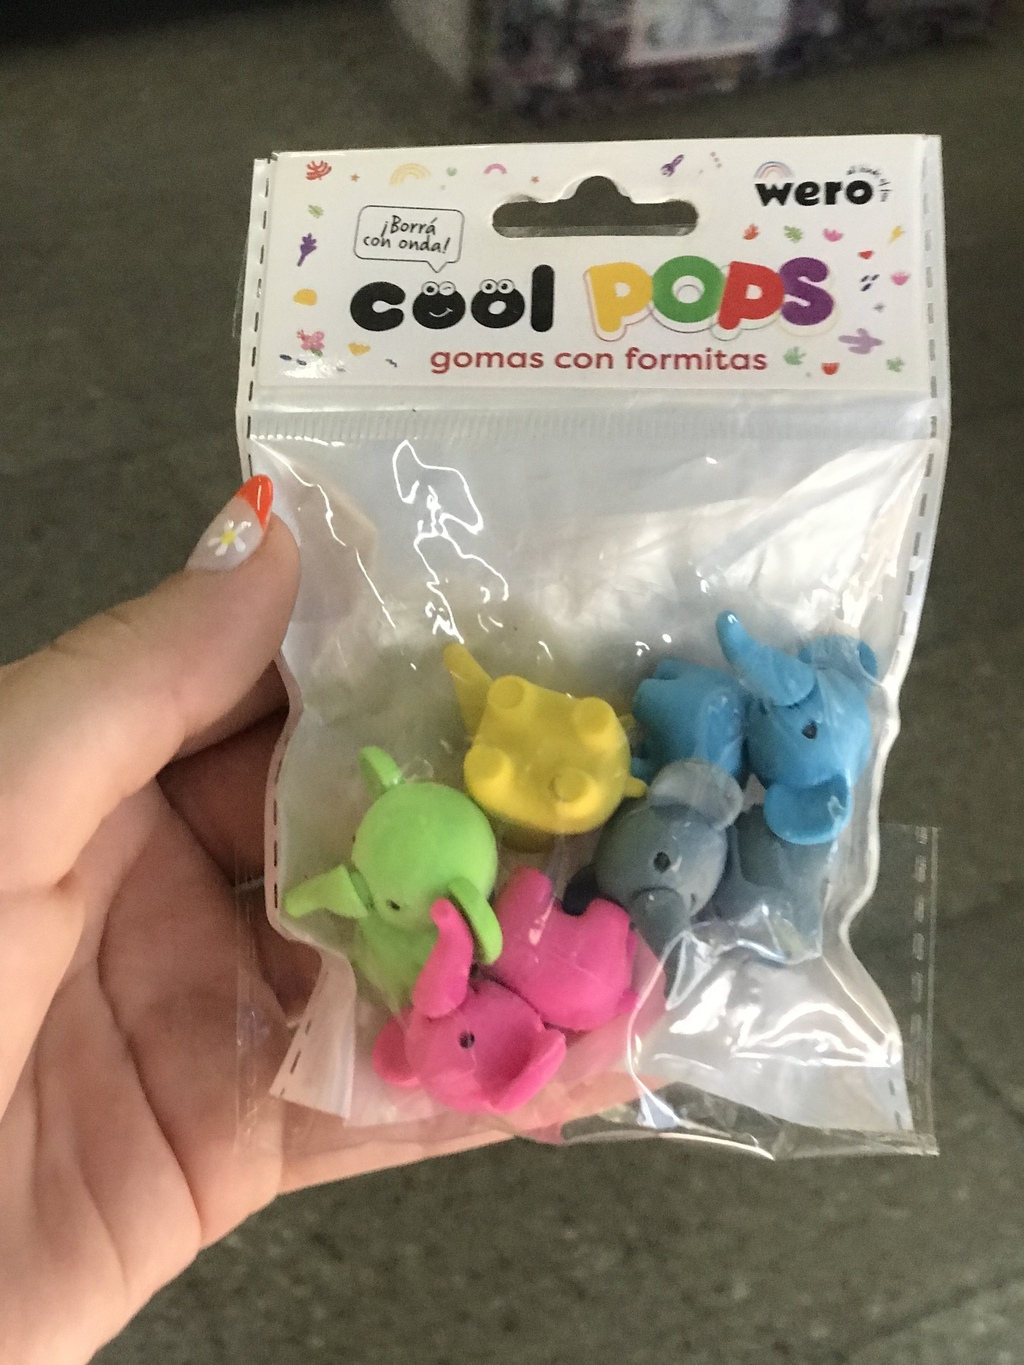 wero
¡Borrá
con onda!
cool POPS
gomas con formitas